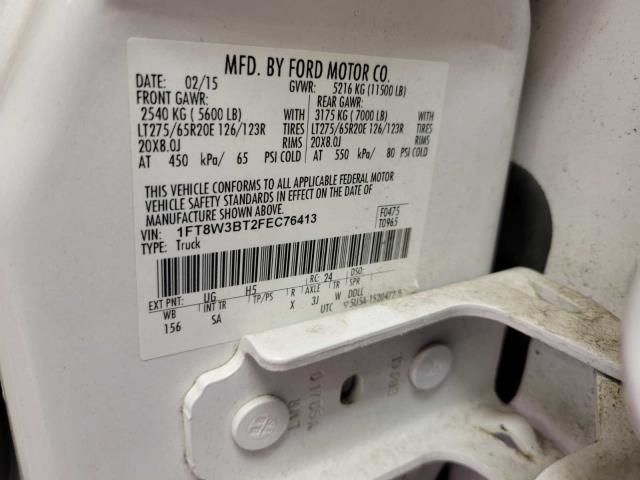 MFD. BY FORD MOTOR CO.
DATE: 02/15 GVWR: 5216 KG (11500 LB)
FRONT GAWR: REAR GAWR:
2540 KG ( 5600 LB) WITH 3175 KG ( 7000 LB) WITH
LT275/65R20E 126/123R TIRES LT275/65R20E 126/123R TIRES
20X8.0J RIMS 20X8.0J RIMS
AT 450 kPa/ 65 PSI COLD AT 550 kPa/ 80 PSI COLD
THIS VEHICLE CONFORMS TO ALL APPLICABLE FEDERAL MOTOR
VEHICLE SAFETY STANDARDS IN EFFECT ON THE DATE OF
MANUFACTURE SHOWN ABOVE.
VIN: 1FT8W3BT2FEC76413 F0475
TYPE: Truck T0965
EXT PNT: UG H5 RC: 24 DSO:
WB INT TR TP/PS R AXLE TR SPR
156 SA X 3J W DDLL
UTC